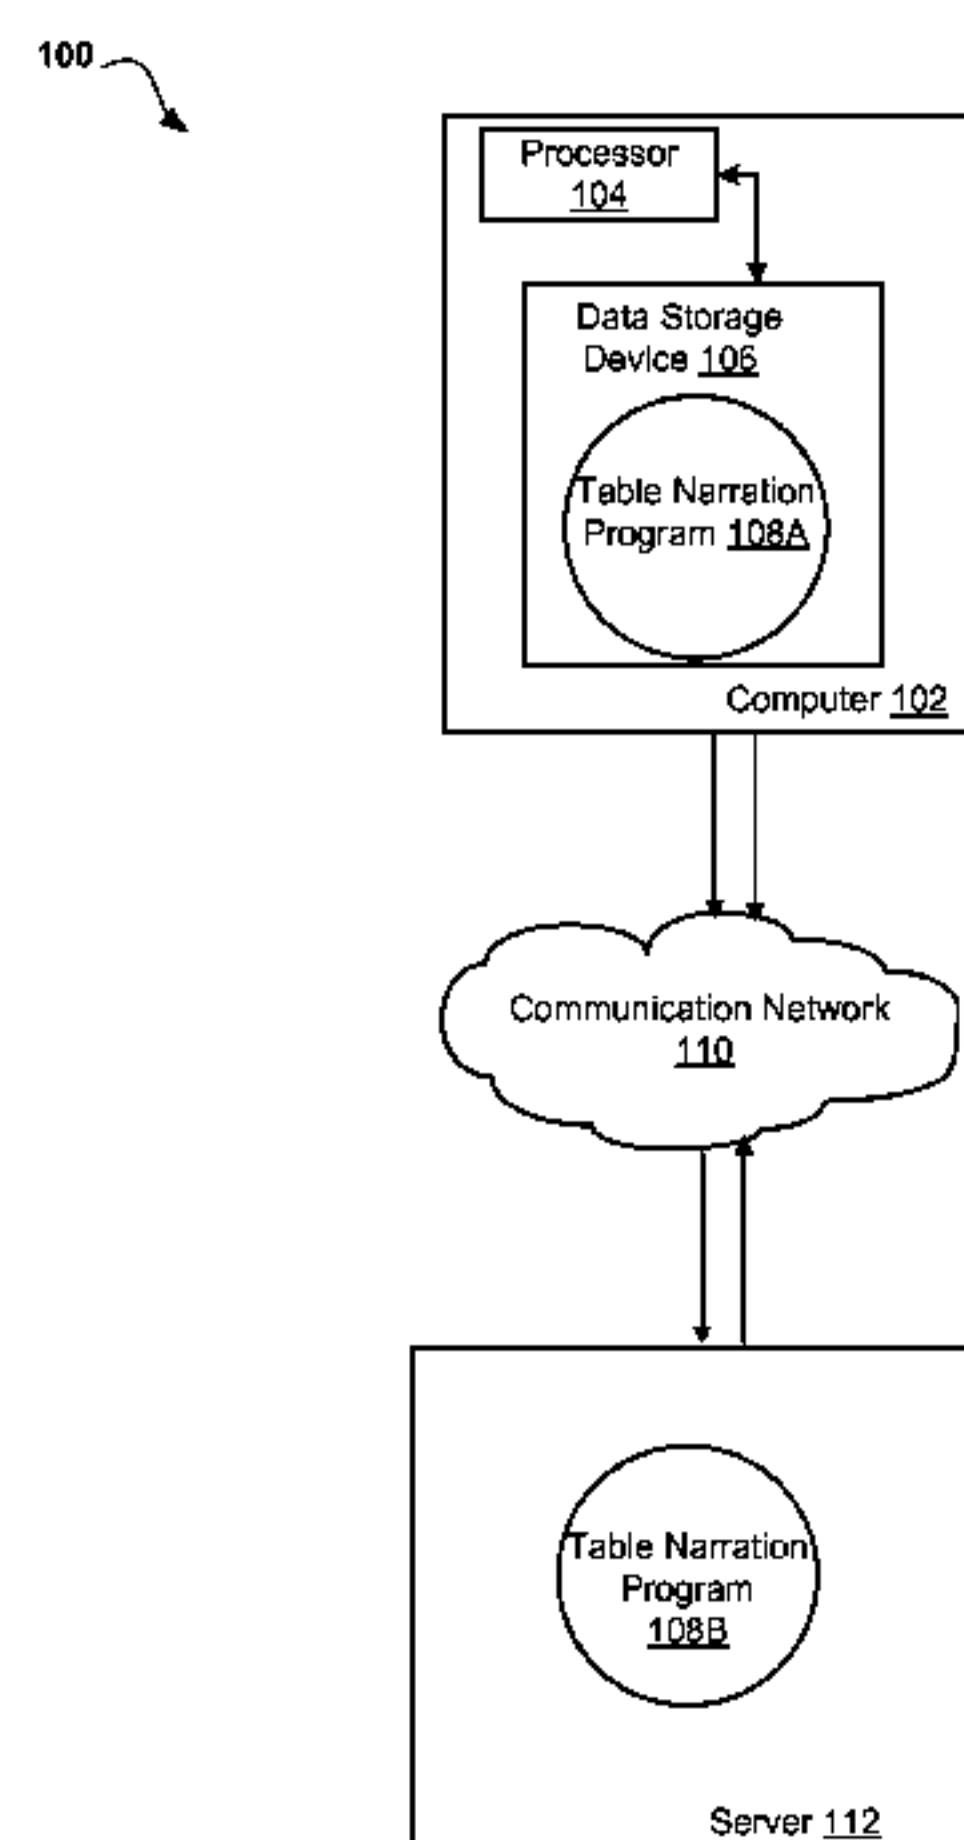 100
Processor
104
Data Storage
Device 106
Table Narration
Program 108A
Computer 102
Communication Network
110
Table Narration
Program
108B
Server 112